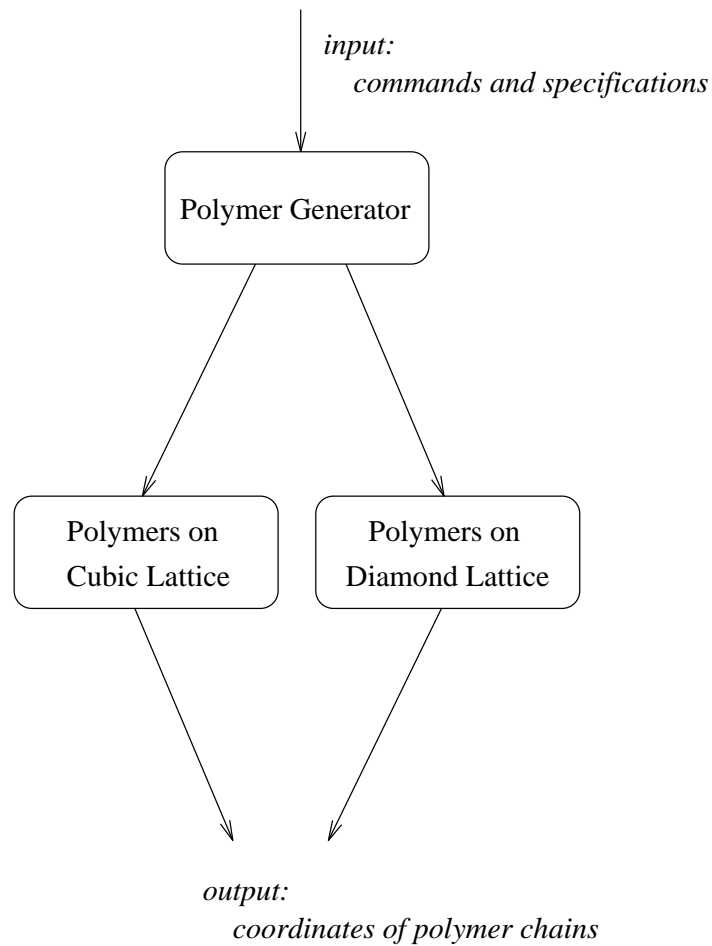 input:
commands and specifications
Polymer Generator
Polymers on
Cubic Lattice
Polymers on
Diamond Lattice
output:
coordinates of polymer chains